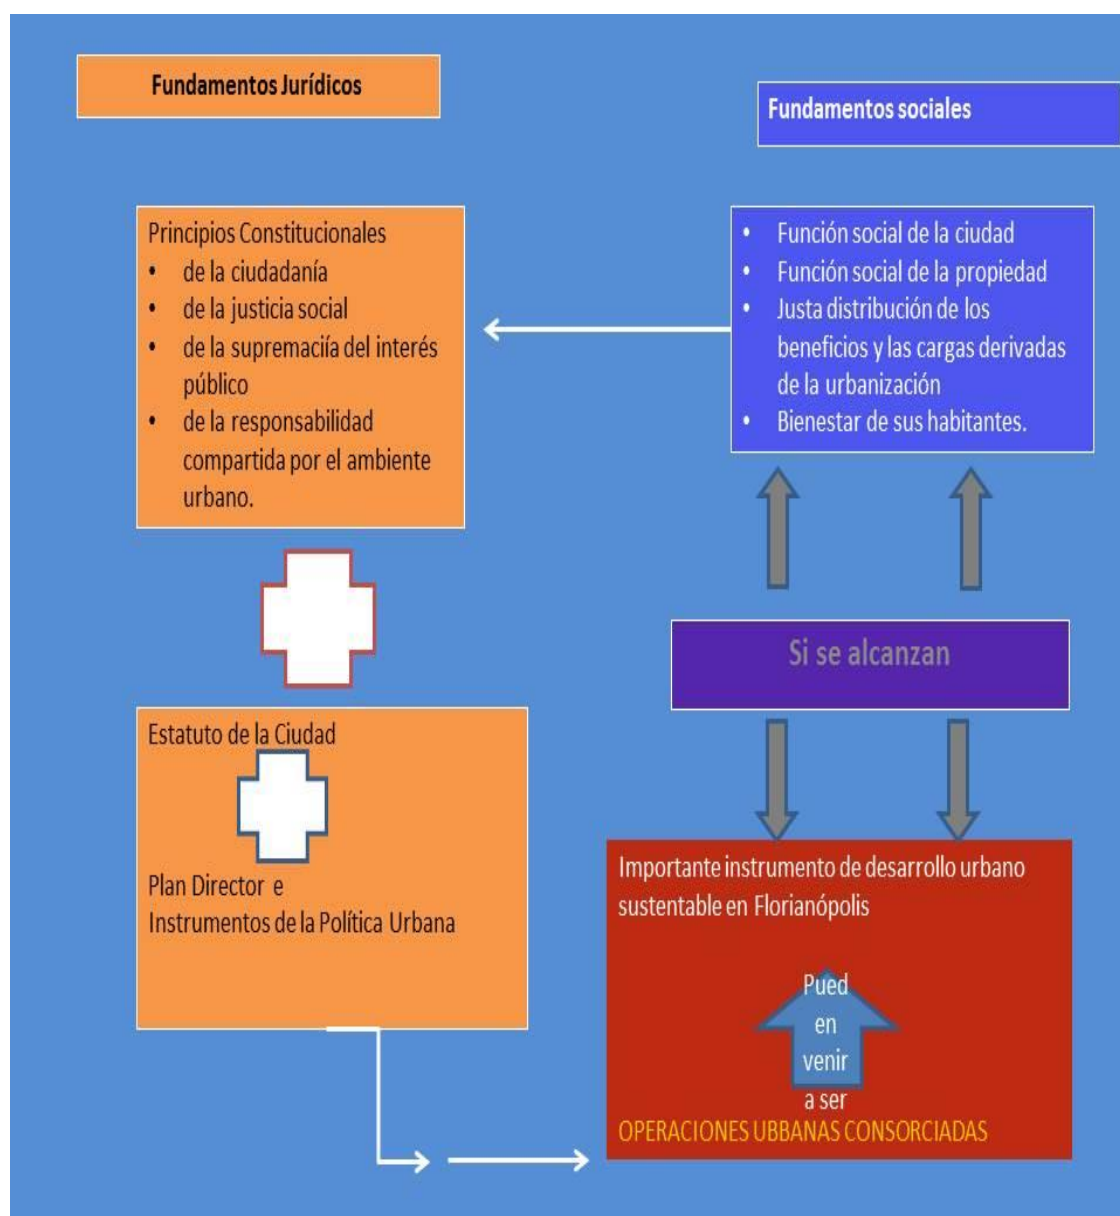 Fundamentos Jurídicos
Fundamentos sociales
Principios Constitucionales
• de la ciudadanía
• de la justicia social
• de la supremaciía del interés
público
• de la responsabilidad
compartida por el ambiente
urbano.
• Función social de la ciudad
• Función social de la propiedad
• Justa distribución de los
beneficios y las cargas derivadas
de la urbanización
• Bienestar de sus habitantes.
Si se alcanzan
Estatuto de la Ciudad
Plan Director e
Instrumentos de la Política Urbana
Importante instrumento de desarrollo urbano
sustentable en Florianópolis
Pued
en
venir
a ser
OPERACIONES UBBANAS CONSORCIADAS